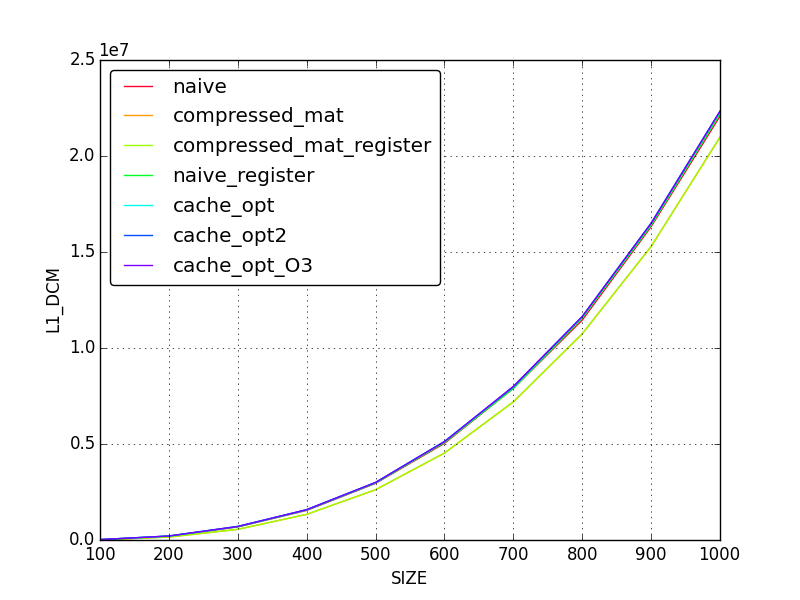 1e7
2.5
2.0
1.5
1.0
0.5
0.0
L1_DCM
naive
compressed_mat
compressed_mat_register
naive_register
cache_opt
cache_opt2
cache_opt_O3
100 200 300 400 500 600 700 800 900 1000
SIZE